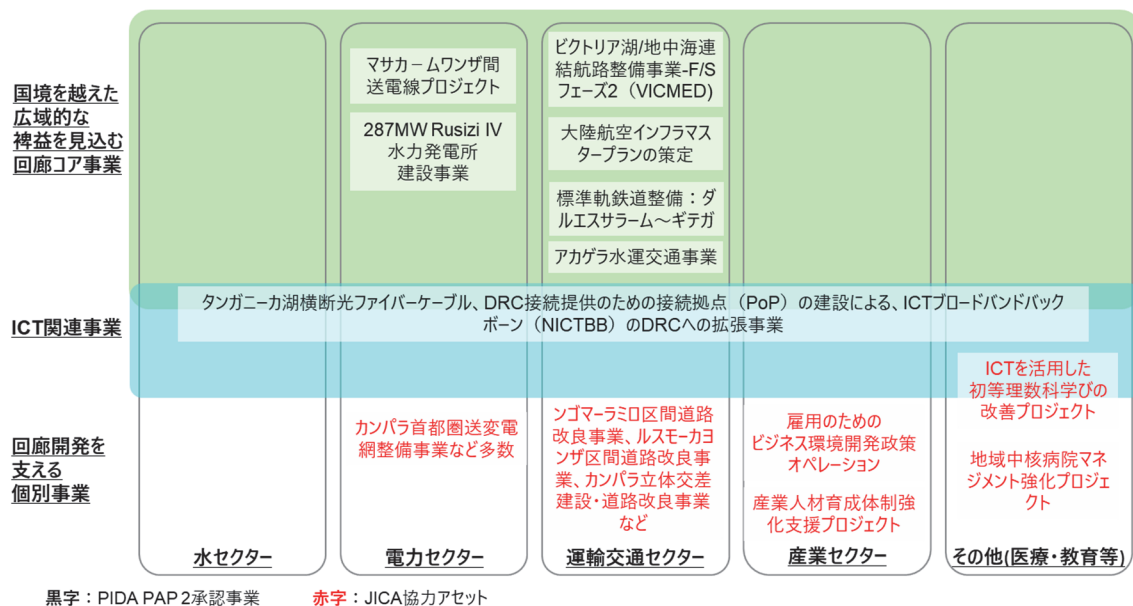 国境を越えた
広域的な
裨益を見込む
回廊コア事業
マサカームワンザ間
送電線プロジェクト
287MW Rusizi IV
水力発電所
建設事業
ビクトリア湖/地中海連
結航路整備事業-F/S
フェーズ2（VICMED)
大陸航空インフラマス
タープランの策定
標準軌鉄道整備：ダ
ルエスサラーム～ギテガ
アカゲラ水運交通事業
ICT関連事業
タンガニーカ湖横断光ファイバーケーブル、DRC接続提供のための接続拠点（PoP）の建設による、ICTブロードバンドバック
ボーン（NICTBB）のDRCへの拡張事業
回廊開発を
支える
個別事業
カンパラ首都圏送変電
網整備事業など多数
ンゴマーラミロ区間道路
改良事業、ルスモーカヨ
ンザ区間道路改良事
業、カンパラ立体交差
建設・道路改良事業
など
雇用のための
ビジネス環境開発政策
オペレーション
産業人材育成体制強
化支援プロジェクト
ICTを活用した
初等理数科学びの
改善プロジェクト
地域中核病院マネ
ジメント強化プロジェ
クト
水セクター
電力セクター
運輸交通セクター
産業セクター
その他(医療・教育等)
黒字：PIDA PAP 2承認事業
赤字：JICA協力アセット